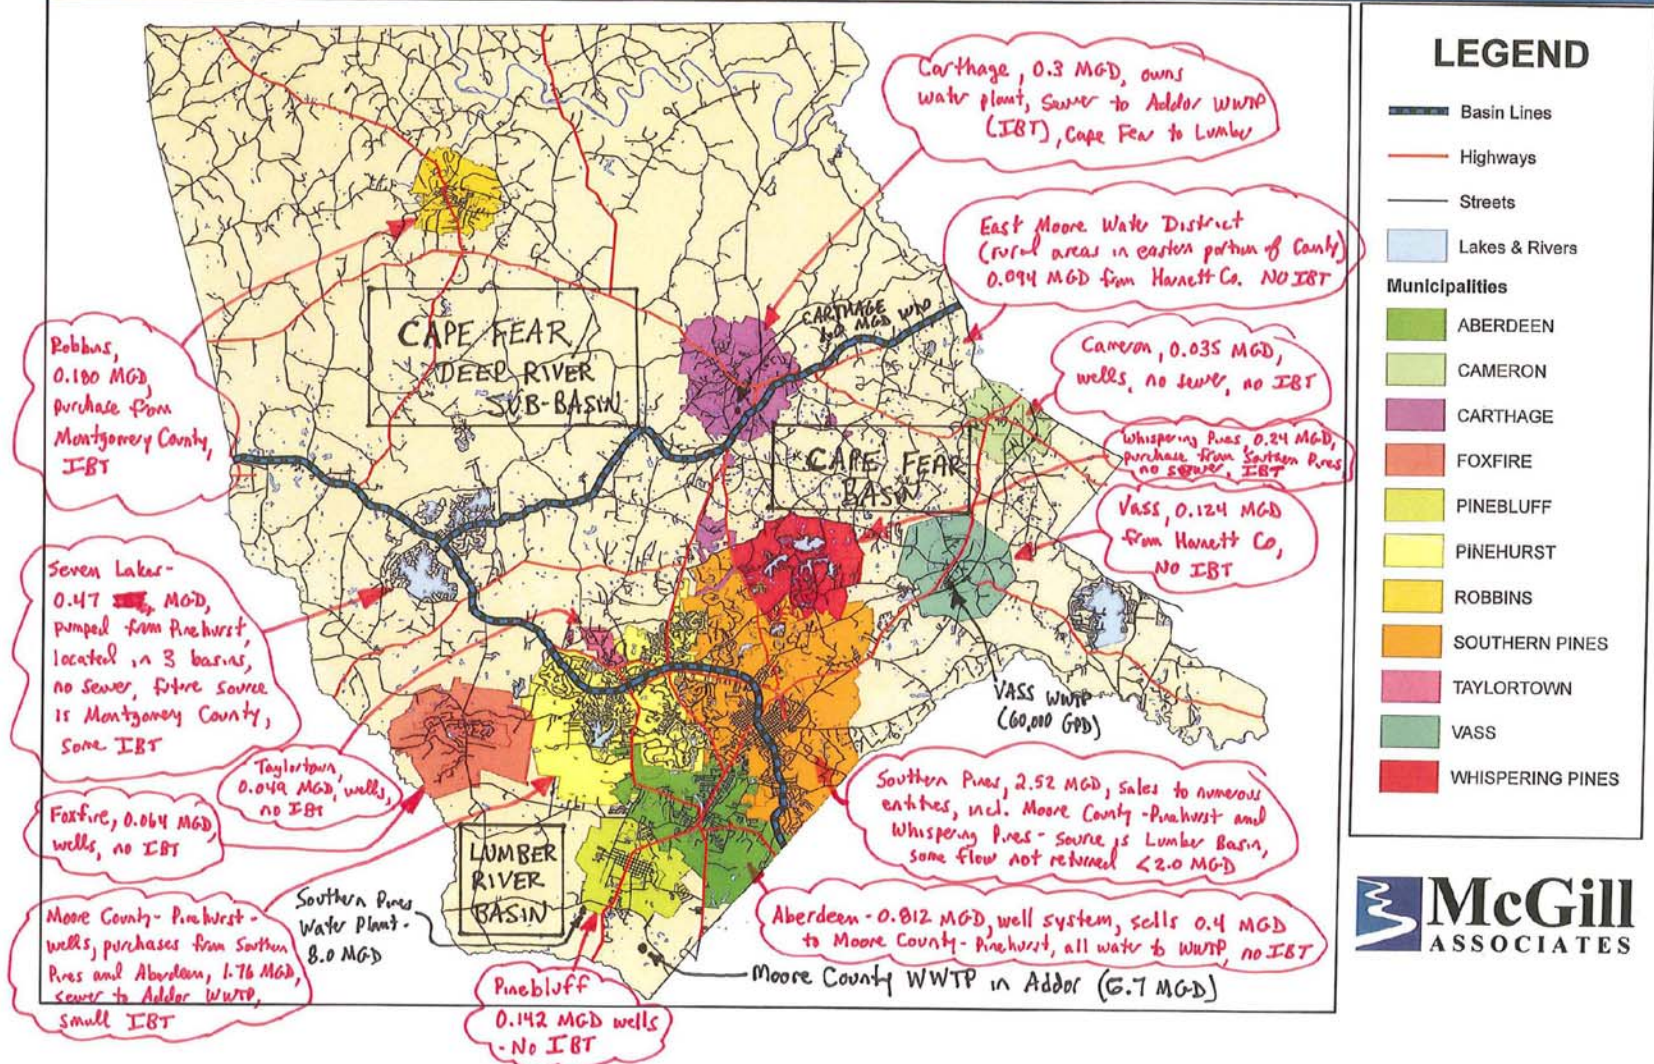 Carthage, 0.3 MGD, owns
water plant, sewer to Addor WWTP
(IBT), Cape Fear to Lumber
East Moore Water District
(rural areas in eastern portion of County)
0.094 MGD from Harnett Co. NO IBT
CARTHAGE
MGD WTP
CAPE FEAR
DEEP RIVER
SUB-BASIN
Robbins,
0.180 MGD,
purchase from
Montgomery County,
IBT
Cameron, 0.035 MGD,
wells, no sewer, no IBT
Whispering Pines, 0.24 MGD,
purchase from Southern Pines
no sewer, IBT
CAPE FEAR
BASIN
Vass, 0.124 MGD
from Harnett Co,
NO IBT
Seven Lakes-
0.47 MGD,
pumped from Pinehurst,
located in 3 basins,
no sewer, future source
is Montgomery County,
some IBT
VASS WWTP
(60,000 GPD)
Taylortown,
0.049 MGD, wells,
no IBT
Foxfire, 0.064 MGD
wells, no IBT
Southern Pines, 2.52 MGD, sales to numerous
entities, incl. Moore County-Pinehurst and
Whispering Pines - source is Lumber Basin,
some flow not returned <2.0 MGD
LUMBER
RIVER
BASIN
Southern Pines
Water Plant-
8.0 MGD
Moore County-Pinehurst-
wells, purchases from Southern
Pines and Aberdeen, 1.76 MGD,
sewer to Addor WWTP,
small IBT
Aberdeen - 0.812 MGD, well system, sells 0.4 MGD
to Moore County-Pinehurst, all water to WWTP, no IBT
Moore County WWTP in Addor (6.7 MGD)
Pinebluff
0.142 MGD wells
- No IBT
LEGEND
Basin Lines
Highways
Streets
Lakes & Rivers
Municipalities
ABERDEEN
CAMERON
CARTHAGE
FOXFIRE
PINEBLUFF
PINEHURST
ROBBINS
SOUTHERN PINES
TAYLORTOWN
VASS
WHISPERING PINES
McGill
ASSOCIATES